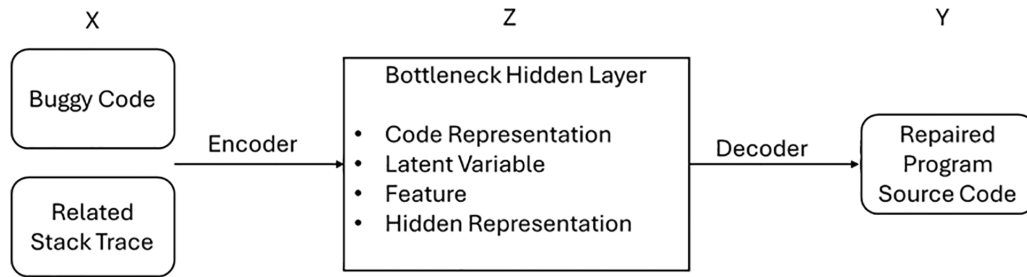 X
Z
Y
Buggy Code
Related
Stack Trace
Encoder
Bottleneck Hidden Layer
• Code Representation
• Latent Variable
• Feature
• Hidden Representation
Decoder
Repaired
Program
Source Code